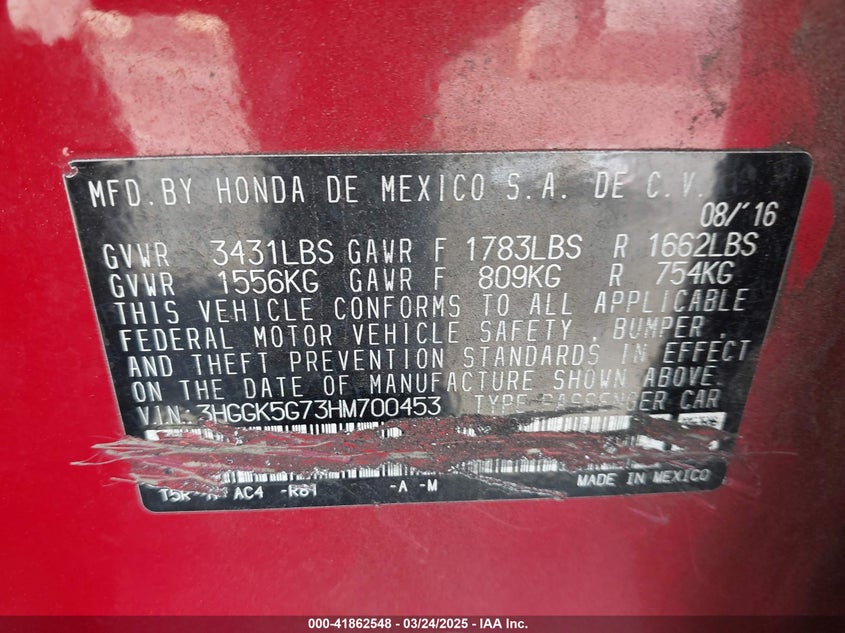 MFD.BY HONDA DE MEXICO S.A. DE C.V.
08/'16
GVWR 3431LBS GAWR F 1783LBS R 1662LBS
GVWR 1556KG GAWR F 809KG R 754KG
THIS VEHICLE CONFORMS TO ALL APPLICABLE
FEDERAL MOTOR VEHICLE SAFETY, BUMPER,
AND THEFT PREVENTION STANDARDS IN EFFECT
ON THE DATE OF MANUFACTURE SHOWN ABOVE.
V.I.N: 3HGGK5G73HM700453 TYPE:PASSENGER CAR
AC4 -R81 -A -M MADE IN MEXICO
000-41862548 - 03/24/2025 - IAA Inc.